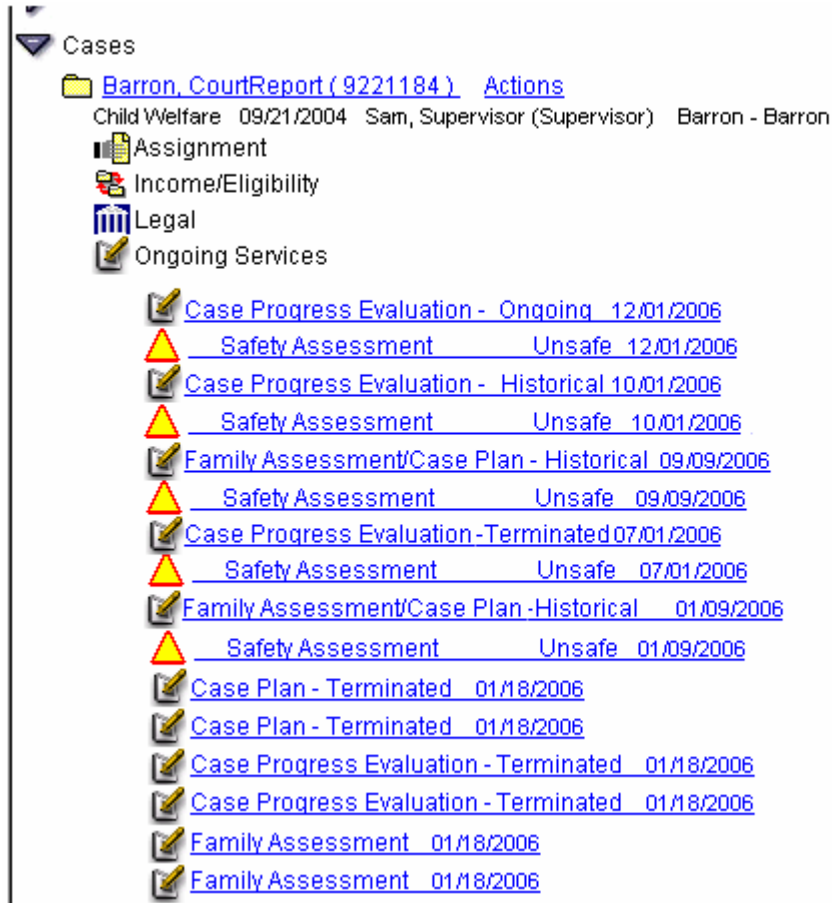 Cases
Barron, CourtReport ( 9221184 ) Actions
Child Welfare 09/21/2004 Sam, Supervisor (Supervisor) Barron - Barron
Assignment
Income/Eligibility
Legal
Ongoing Services
Case Progress Evaluation - Ongoing 12/01/2006
Safety Assessment Unsafe 12/01/2006
Case Progress Evaluation - Historical 10/01/2006
Safety Assessment Unsafe 10/01/2006
Family Assessment/Case Plan - Historical 09/09/2006
Safety Assessment Unsafe 09/09/2006
Case Progress Evaluation -Terminated 07/01/2006
Safety Assessment Unsafe 07/01/2006
Family Assessment/Case Plan -Historical 01/09/2006
Safety Assessment Unsafe 01/09/2006
Case Plan - Terminated 01/18/2006
Case Plan - Terminated 01/18/2006
Case Progress Evaluation - Terminated 01/18/2006
Case Progress Evaluation - Terminated 01/18/2006
Family Assessment 01/18/2006
Family Assessment 01/18/2006